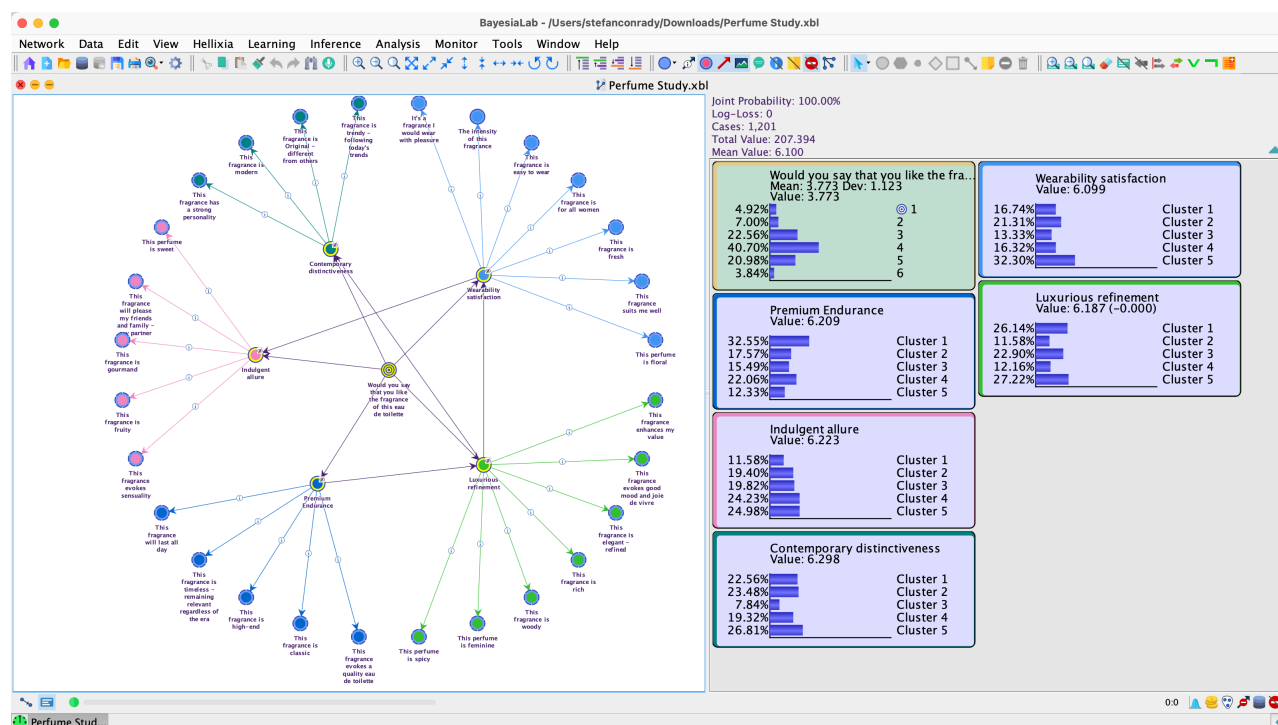 BayesiaLab - /Users/stefanconrady/Downloads/Perfume Study.xbl
Network Data Edit View Hellixia Learning Inference Analysis Monitor Tools Window Help
Perfume Study.xbl
This
fragrance is
trendy -
following
today's
trends
It's a
fragrance I
would wear
with pleasure
This
fragrance is
Original -
different
from others
The intensity
of this
fragrance
This
fragrance is
modern
This
fragrance is
easy to wear
This
fragrance has
a strong
personality
This
fragrance is
for all women
This perfume
is sweet
This
fragrance is
fresh
Contemporary
distinctiveness
Wearability
satisfaction
This
fragrance
will please
my friends
and family -
my partner
This
fragrance
suits me well
This
fragrance is
gourmand
This perfume
is floral
Indulgent
allure
Would you say
that you like
the fragrance
of this eau
de toilette
This
fragrance is
fruity
This
fragrance
enhances my
value
This
fragrance
evokes
sensuality
This
fragrance
evokes good
mood and joie
de vivre
Luxurious
refinement
Premium
Endurance
This
fragrance
will last all
day
This
fragrance is
elegant -
refined
This
fragrance is
timeless -
remaining
relevant
regardless of
the era
This
fragrance is
rich
This
fragrance is
high-end
This
fragrance is
woody
This
fragrance is
classic
This perfume
is feminine
This
fragrance
evokes a
quality eau
de toilette
This perfume
is spicy
Joint Probability: 100.00%
Log-Loss: 0
Cases: 1,201
Total Value: 207.394
Mean Value: 6.100
Would you say that you like the fra...
Mean: 3.773 Dev: 1.123
Value: 3.773
4.92% 1
7.00% 2
22.56% 3
40.70% 4
20.98% 5
3.84% 6
Premium Endurance
Value: 6.209
32.55% Cluster 1
17.57% Cluster 2
15.49% Cluster 3
22.06% Cluster 4
12.33% Cluster 5
Indulgent allure
Value: 6.223
11.58% Cluster 1
19.40% Cluster 2
19.82% Cluster 3
24.23% Cluster 4
24.98% Cluster 5
Contemporary distinctiveness
Value: 6.298
22.56% Cluster 1
23.48% Cluster 2
7.84% Cluster 3
19.32% Cluster 4
26.81% Cluster 5
Wearability satisfaction
Value: 6.099
16.74% Cluster 1
21.31% Cluster 2
13.33% Cluster 3
16.32% Cluster 4
32.30% Cluster 5
Luxurious refinement
Value: 6.187 (-0.000)
26.14% Cluster 1
11.58% Cluster 2
22.90% Cluster 3
12.16% Cluster 4
27.22% Cluster 5
0:0
Perfume Stud